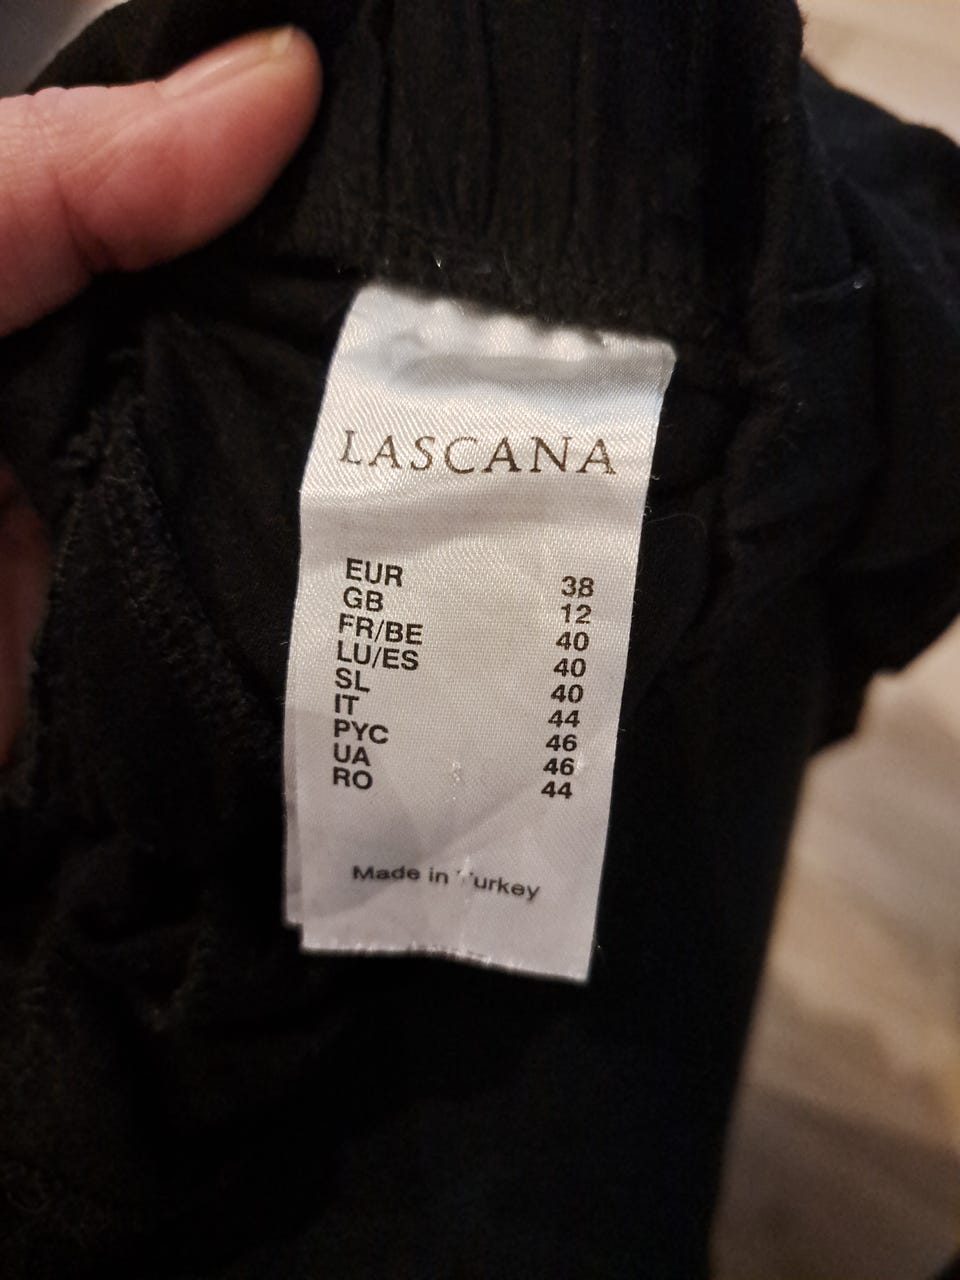 LASCANA
EUR 38
GB 12
FR/BE 40
LU/ES 40
SL 40
IT 44
PYC 46
UA 46
RO 44
Made in Turkey